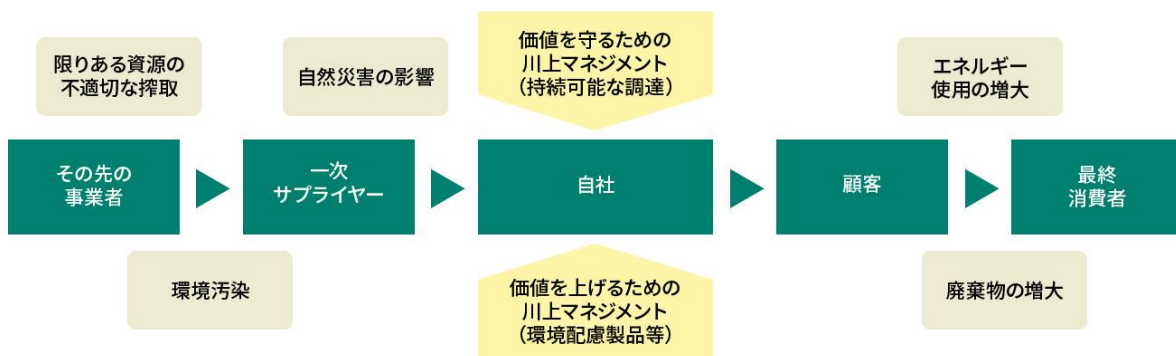 限りある資源の
不適切な搾取
自然災害の影響
価値を守るための
川上マネジメント
(持続可能な調達)
エネルギー
使用の増大
その先の
事業者
一次
サプライヤー
自社
顧客
最終
消費者
環境汚染
価値を上げるための
川上マネジメント
(環境配慮製品等)
廃棄物の増大